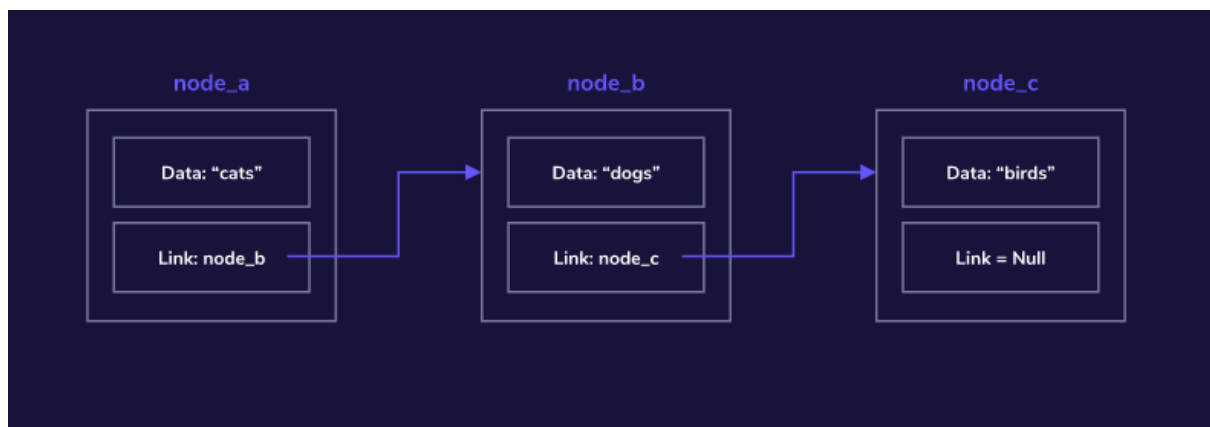 node_a
node_b
node_c
Data: “cats”
Data: “dogs”
Data: “birds”
Link: node_b
Link: node_c
Link = Null